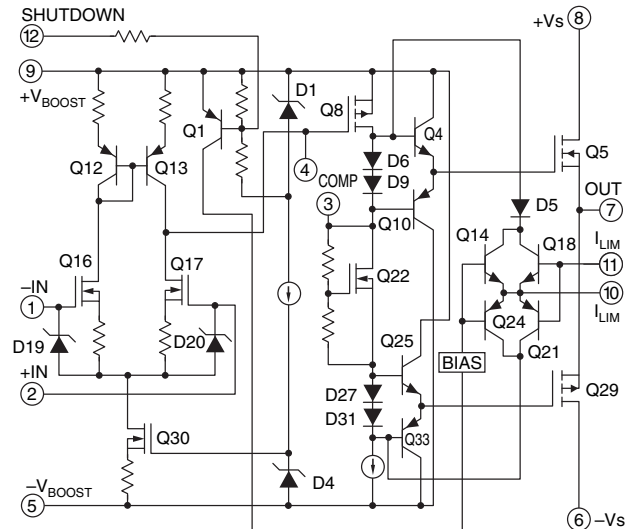 SHUTDOWN
12
8
+Vs
9
+VBOOST
D1
Q8
Q1
Q4
Q12
Q13
Q5
4
D6
D9
COMP
3
Q10
D5
OUT
7
Q14
Q18
ILIM
11
Q16
Q17
Q22
–IN
1
10
ILIM
Q24
Q25
Q21
D19
D20
BIAS
+IN
2
D27
D31
Q29
Q30
Q33
–VBOOST
5
D4
6
–Vs